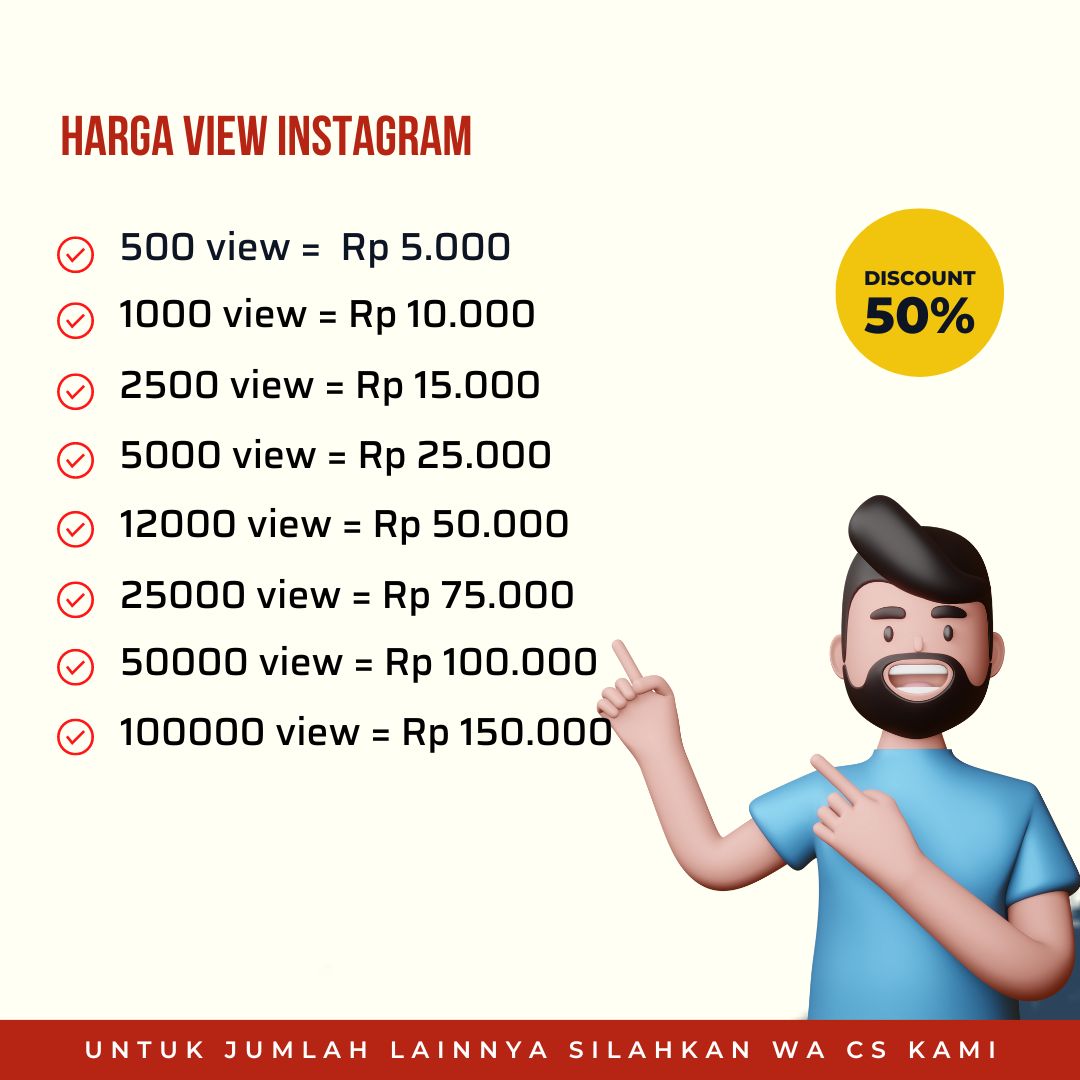 HARGA VIEW INSTAGRAM
500 view =  Rp 5.000
1000 view = Rp 10.000
2500 view = Rp 15.000
5000 view = Rp 25.000
12000 view = Rp 50.000
25000 view = Rp 75.000
50000 view = Rp 100.000
100000 view = Rp 150.000
DISCOUNT
50%
UNTUK JUMLAH LAINNYA SILAHKAN WA CS KAMI